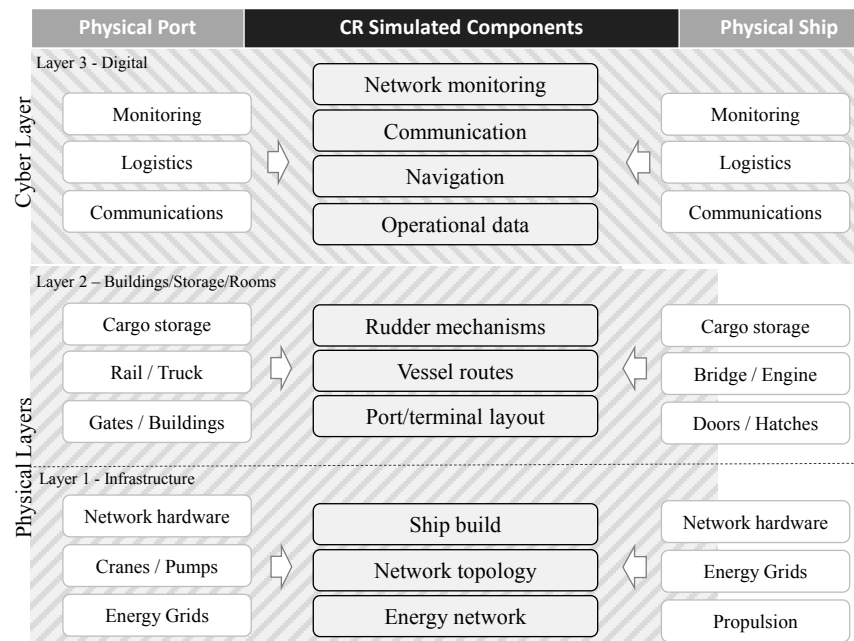 Physical Port
CR Simulated Components
Physical Ship
Cyber Layer
Layer 3 - Digital
Monitoring
Logistics
Communications
Network monitoring
Communication
Navigation
Operational data
Monitoring
Logistics
Communications
Physical Layers
Layer 2 – Buildings/Storage/Rooms
Cargo storage
Rail / Truck
Gates / Buildings
Rudder mechanisms
Vessel routes
Port/terminal layout
Cargo storage
Bridge / Engine
Doors / Hatches
Layer 1 - Infrastructure
Network hardware
Cranes / Pumps
Energy Grids
Ship build
Network topology
Energy network
Network hardware
Energy Grids
Propulsion